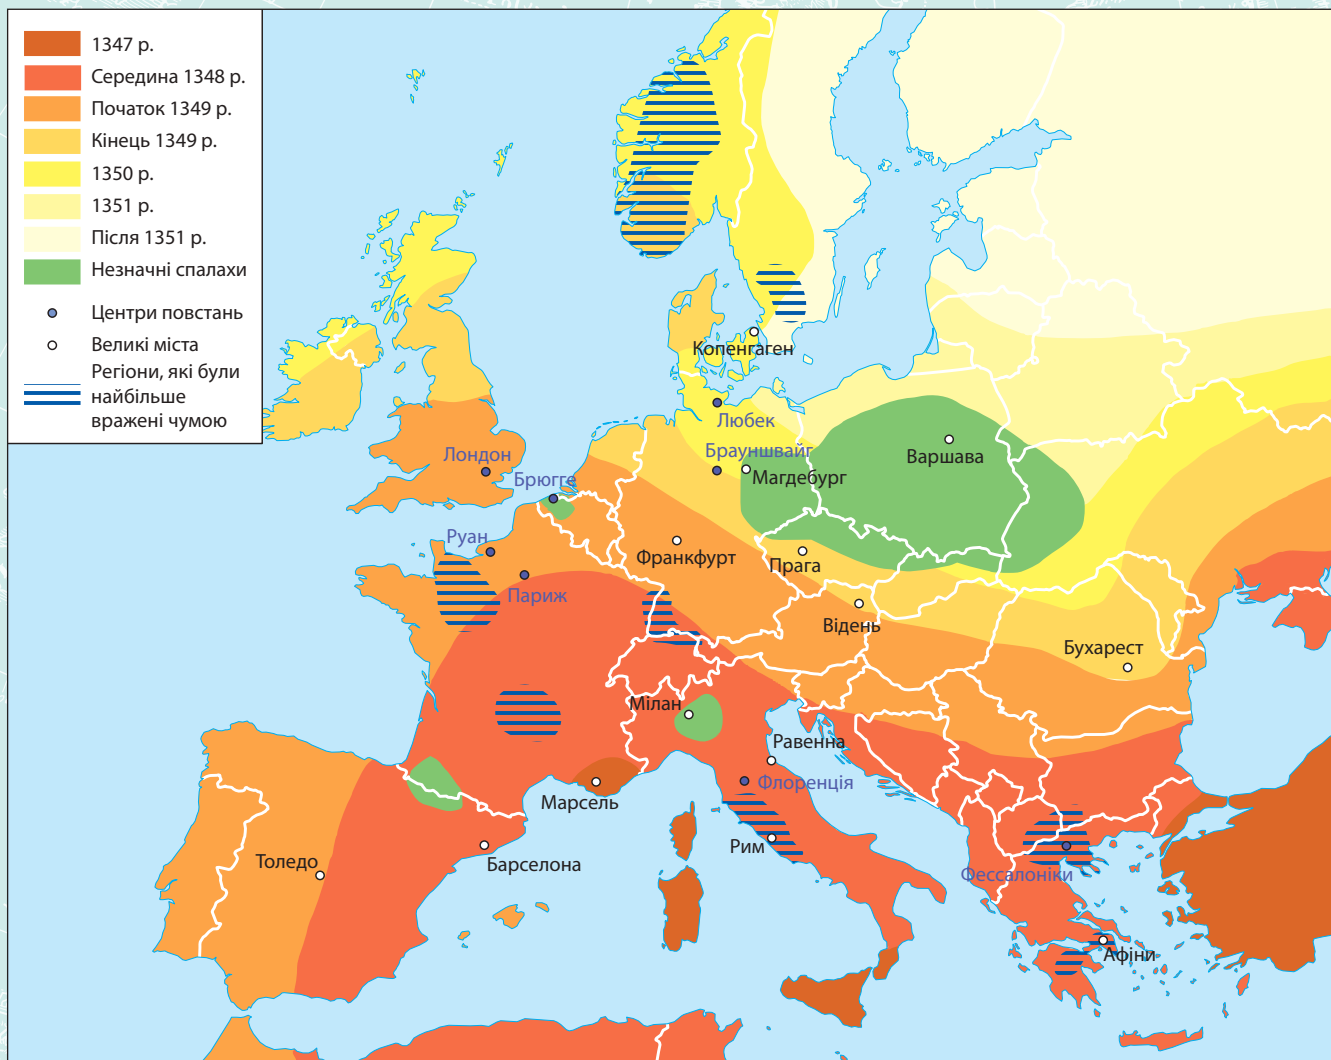 1347 р.
Середина 1348 р.
Початок 1349 р.
Кінець 1349 р.
1350 р.
1351 р.
Після 1351 р.
Незначні спалахи
Центри повстань
Великі міста
Регіони, які були
найбільше
вражені чумою
Копенгаген
Любек
Брауншвайг
Магдебург
Варшава
Лондон
Брюгге
Руан
Париж
Франкфурт
Прага
Відень
Бухарест
Мілан
Равенна
Флоренція
Марсель
Рим
Барселона
Толедо
Фессалоніки
Афіни